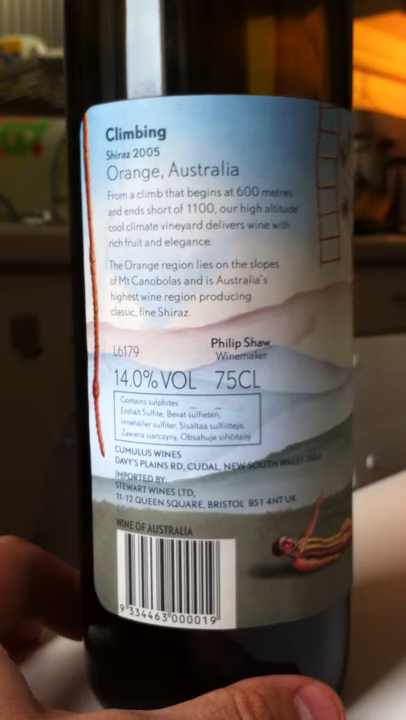 Climbing
Shiraz 2005
Orange, Australia
From a climb that begins at 600 metres
and ends short of 1100, our high altitude
cool climate vineyard delivers wine with
rich fruit and elegance.
The Orange region lies on the slopes
of Mt Canobolas and is Australia's
highest wine region producing
classic, fine Shiraz.
L6179
Philip Shaw
Winemaker
14.0% VOL 75CL
Contains sulphites
Enthält Sulfite, Bevat sulfieten,
Innehåller sulfiter, Sisältää sulfiitteja
Zawiera siarczyny, Obsahuje siřičitany
CUMULUS WINES
DAVY'S PLAINS RD, CUDAL, NEW SOUTH WALES 2864
IMPORTED BY
STEWART WINES LTD,
11-12 QUEEN SQUARE, BRISTOL BS1 4NT UK
WINE OF AUSTRALIA
9 334463 000019